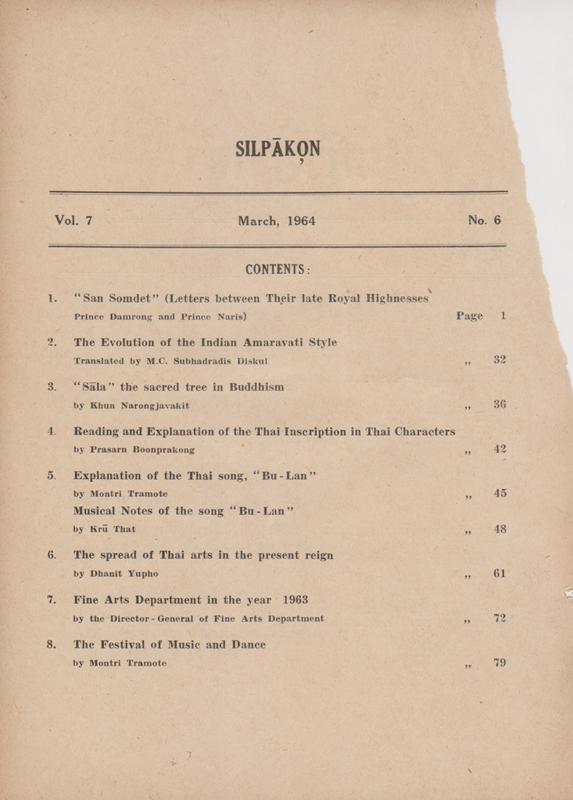 SILPĀKO̦N
Vol. 7 March, 1964 No. 6
CONTENTS :
1. "San Somdet" (Letters between Their late Royal Highnesses
Prince Damrong and Prince Naris) Page 1
2. The Evolution of the Indian Amaravati Style
Translated by M.C. Subhadradis Diskul ,, 32
3. "Sāla" the sacred tree in Buddhism
by Khun Narongjavakit ,, 36
4. Reading and Explanation of the Thai Inscription in Thai Characters
by Prasarn Boonprakong ,, 42
5. Explanation of the Thai song, "Bu - Lan"
by Montri Tramote ,, 45
Musical Notes of the song "Bu - Lan"
by Krū That ,, 48
6. The spread of Thai arts in the present reign
by Dhanit Yupho ,, 61
7. Fine Arts Department in the year 1963
by the Director - General of Fine Arts Department ,, 72
8. The Festival of Music and Dance
by Montri Tramote ,, 79